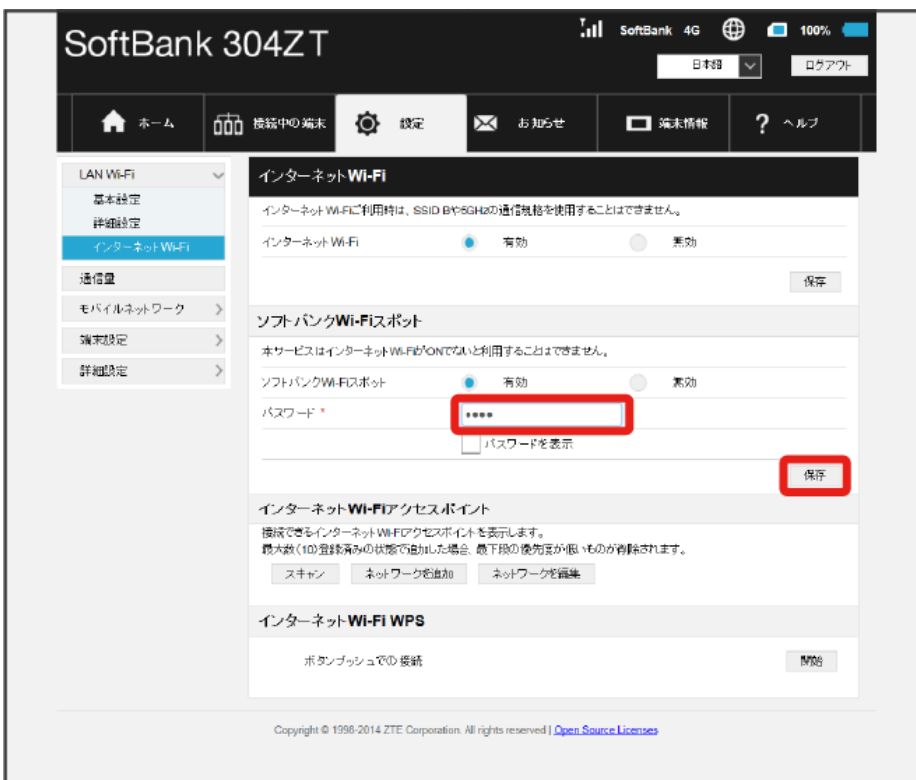 SoftBank 304ZT
SoftBank 4G 100%
日本語 ログアウト
ホーム 接続中の端末 設定 お知らせ 端末情報 ? ヘルプ
LAN Wi-Fi
基本設定
詳細設定
インターネットWi-Fi
通信量
モバイルネットワーク
端末設定
詳細設定
インターネットWi-Fi
インターネットWi-Fiご利用時は、SSID Bや5GHzの通信規格を使用することはできません。
インターネットWi-Fi 有効 無効
保存
ソフトバンクWi-Fiスポット
本サービスはインターネットWi-FiがONでないと利用することはできません。
ソフトバンクWi-Fiスポット 有効 無効
パスワード * ••••
パスワードを表示
保存
インターネットWi-Fiアクセスポイント
接続できるインターネットWi-Fiアクセスポイントを表示します。
最大数(10)登録済みの状態で追加した場合、最下段の優先度が低いものが削除されます。
スキャン ネットワークを追加 ネットワークを編集
インターネットWi-Fi WPS
ボタンプッシュでの接続 開始
Copyright © 1998-2014 ZTE Corporation. All rights reserved | Open Source Licenses